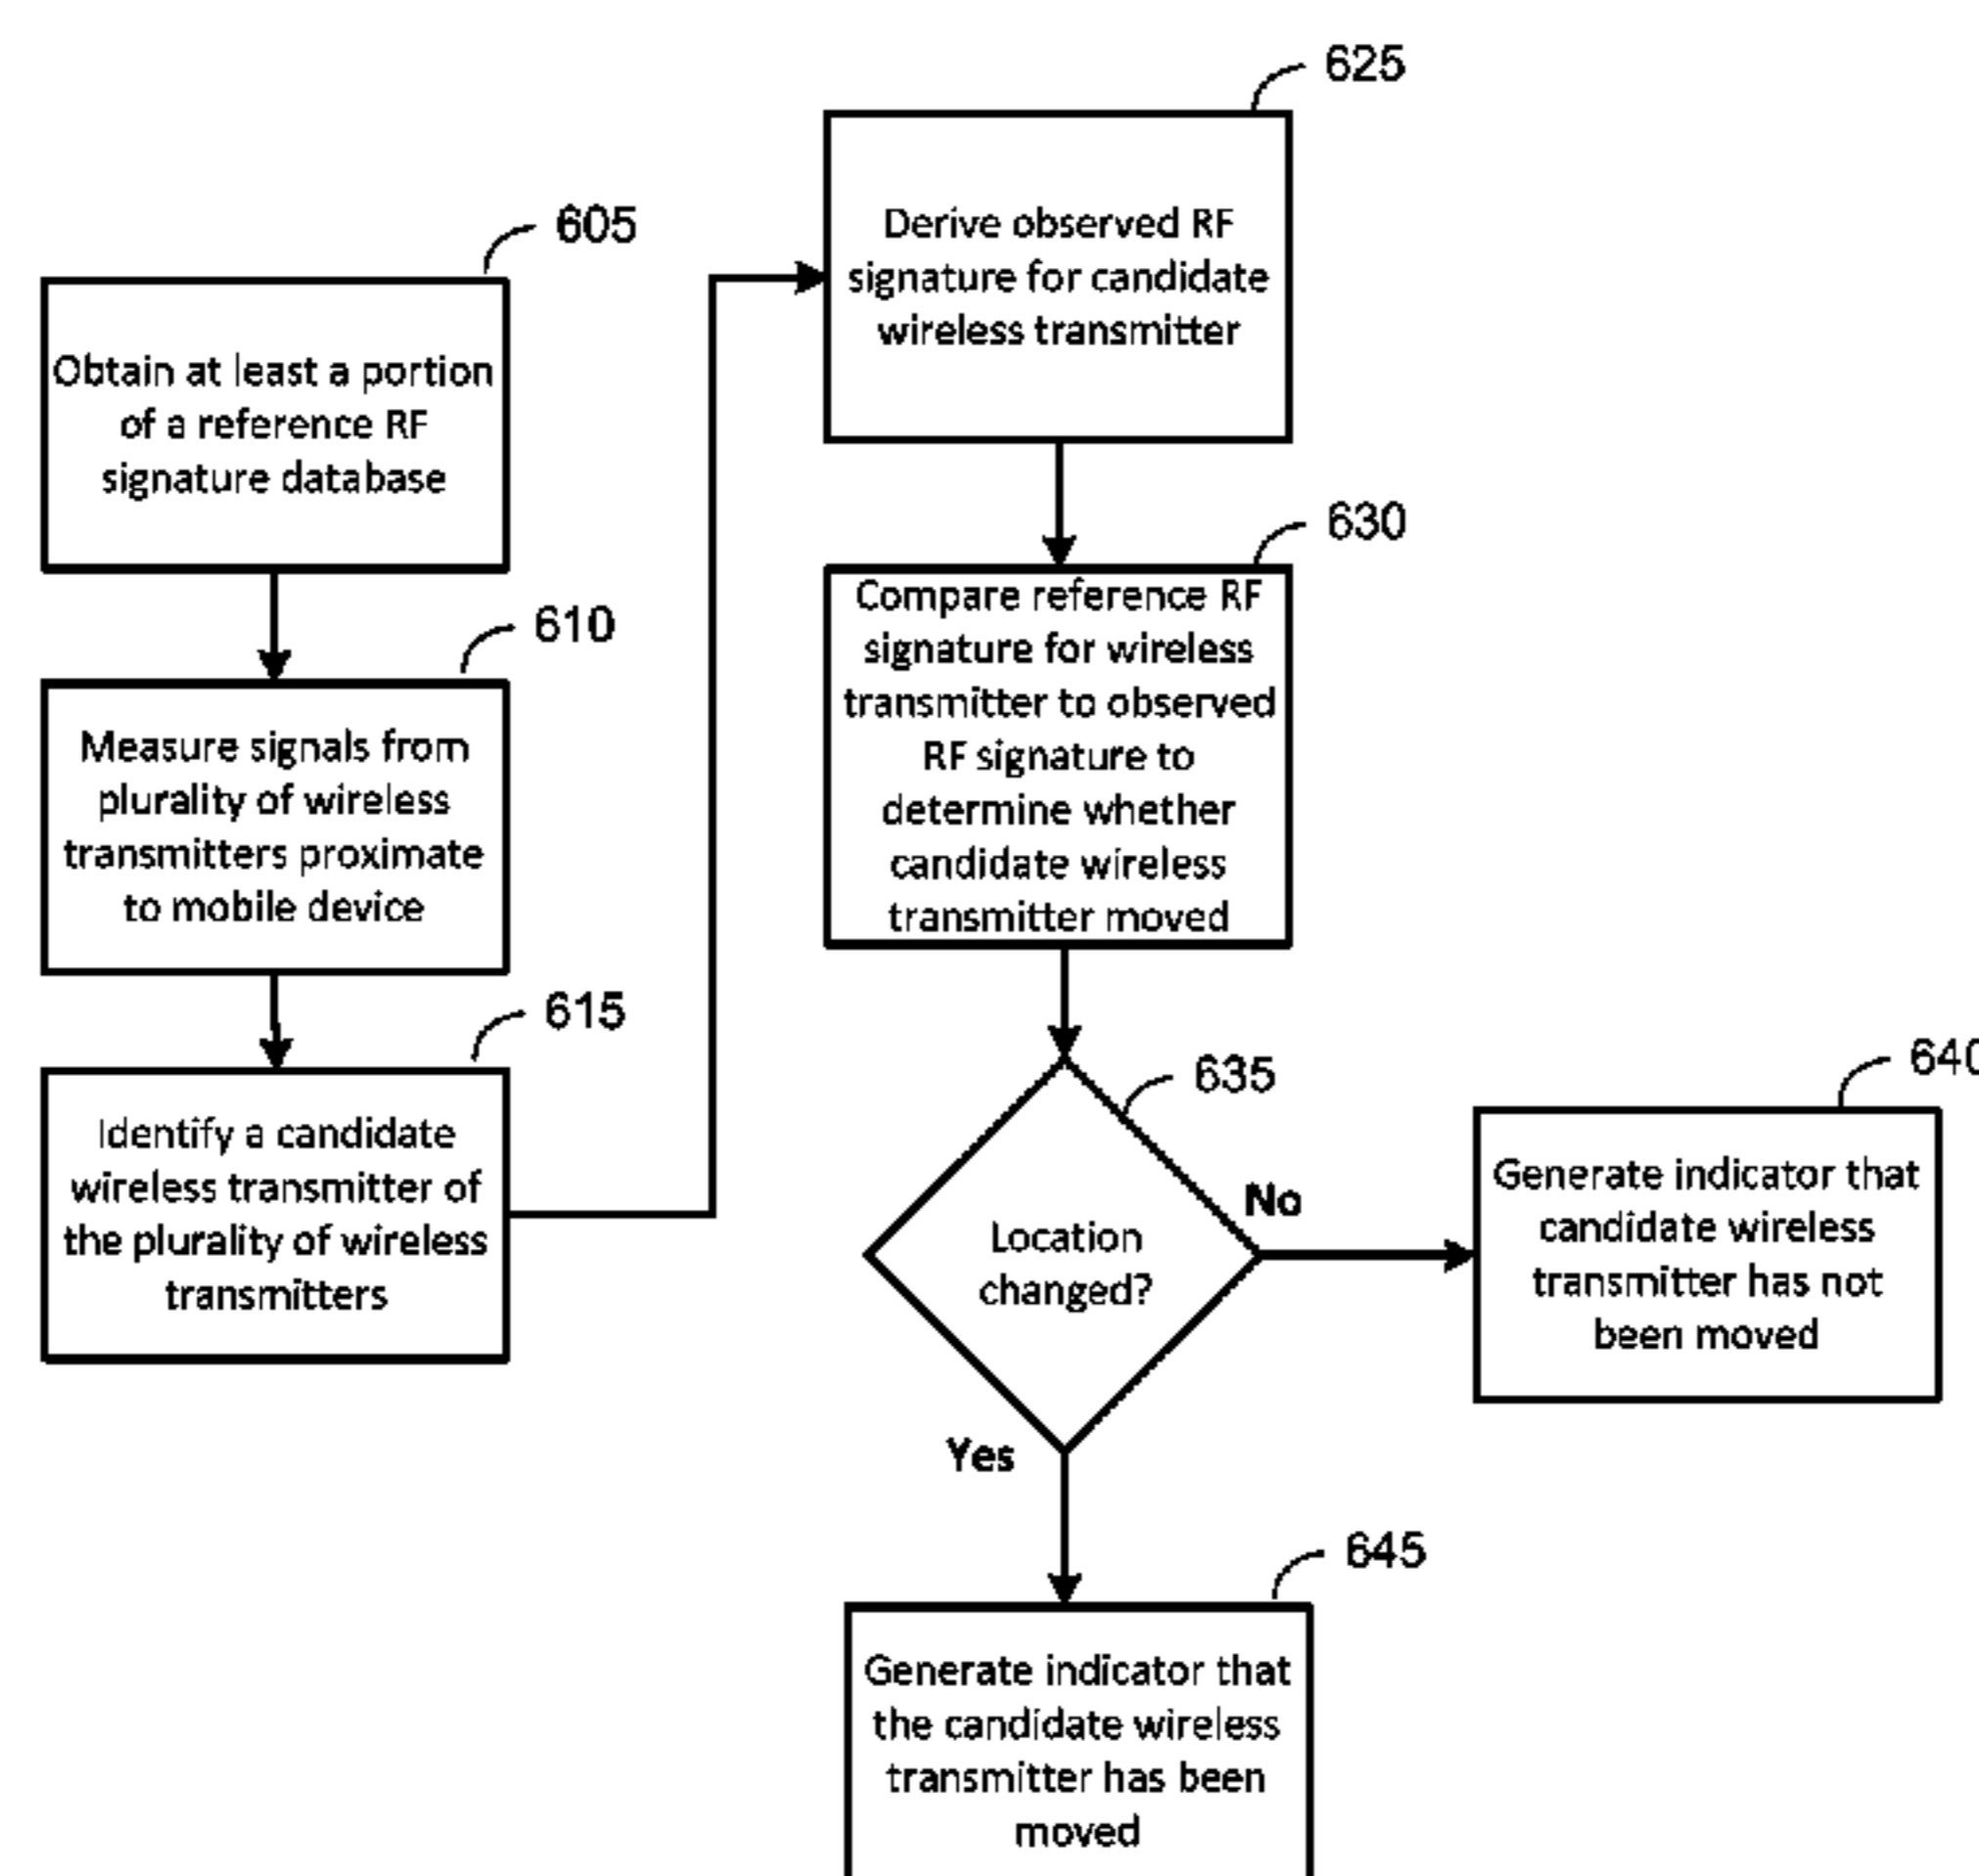 605
Obtain at least a portion
of a reference RF
signature database
610
Measure signals from
plurality of wireless
transmitters proximate
to mobile device
615
Identify a candidate
wireless transmitter of
the plurality of wireless
transmitters
625
Derive observed RF
signature for candidate
wireless transmitter
630
Compare reference RF
signature for wireless
transmitter to observed
RF signature to
determine whether
candidate wireless
transmitter moved
635
Location
changed?
No
640
Generate indicator that
candidate wireless
transmitter has not
been moved
Yes
645
Generate indicator that
the candidate wireless
transmitter has been
moved